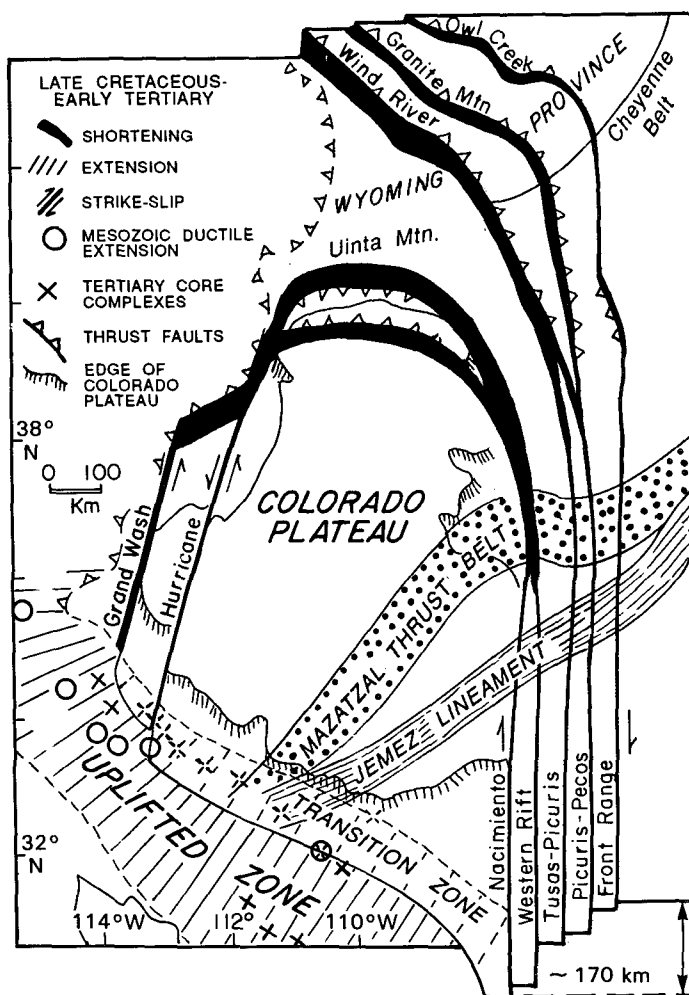 LATE CRETACEOUS-
EARLY TERTIARY
SHORTENING
EXTENSION
STRIKE-SLIP
MESOZOIC DUCTILE
EXTENSION
TERTIARY CORE
COMPLEXES
THRUST FAULTS
EDGE OF
COLORADO
PLATEAU
38°
N
0 100
Km
Owl Creek
Granite Mtn
Wind River
PROVINCE
Cheyenne
Belt
WYOMING
Uinta Mtn.
COLORADO
PLATEAU
Grand Wash
Hurricane
MAZATZAL THRUST BELT
JEMEZ LINEAMENT
UPLIFTED
ZONE
TRANSITION ZONE
32°
N
114°W
112°
110°W
Nacimiento
Western Rift
Tusas-Picuris
Picuris-Pecos
Front Range
~ 170 km